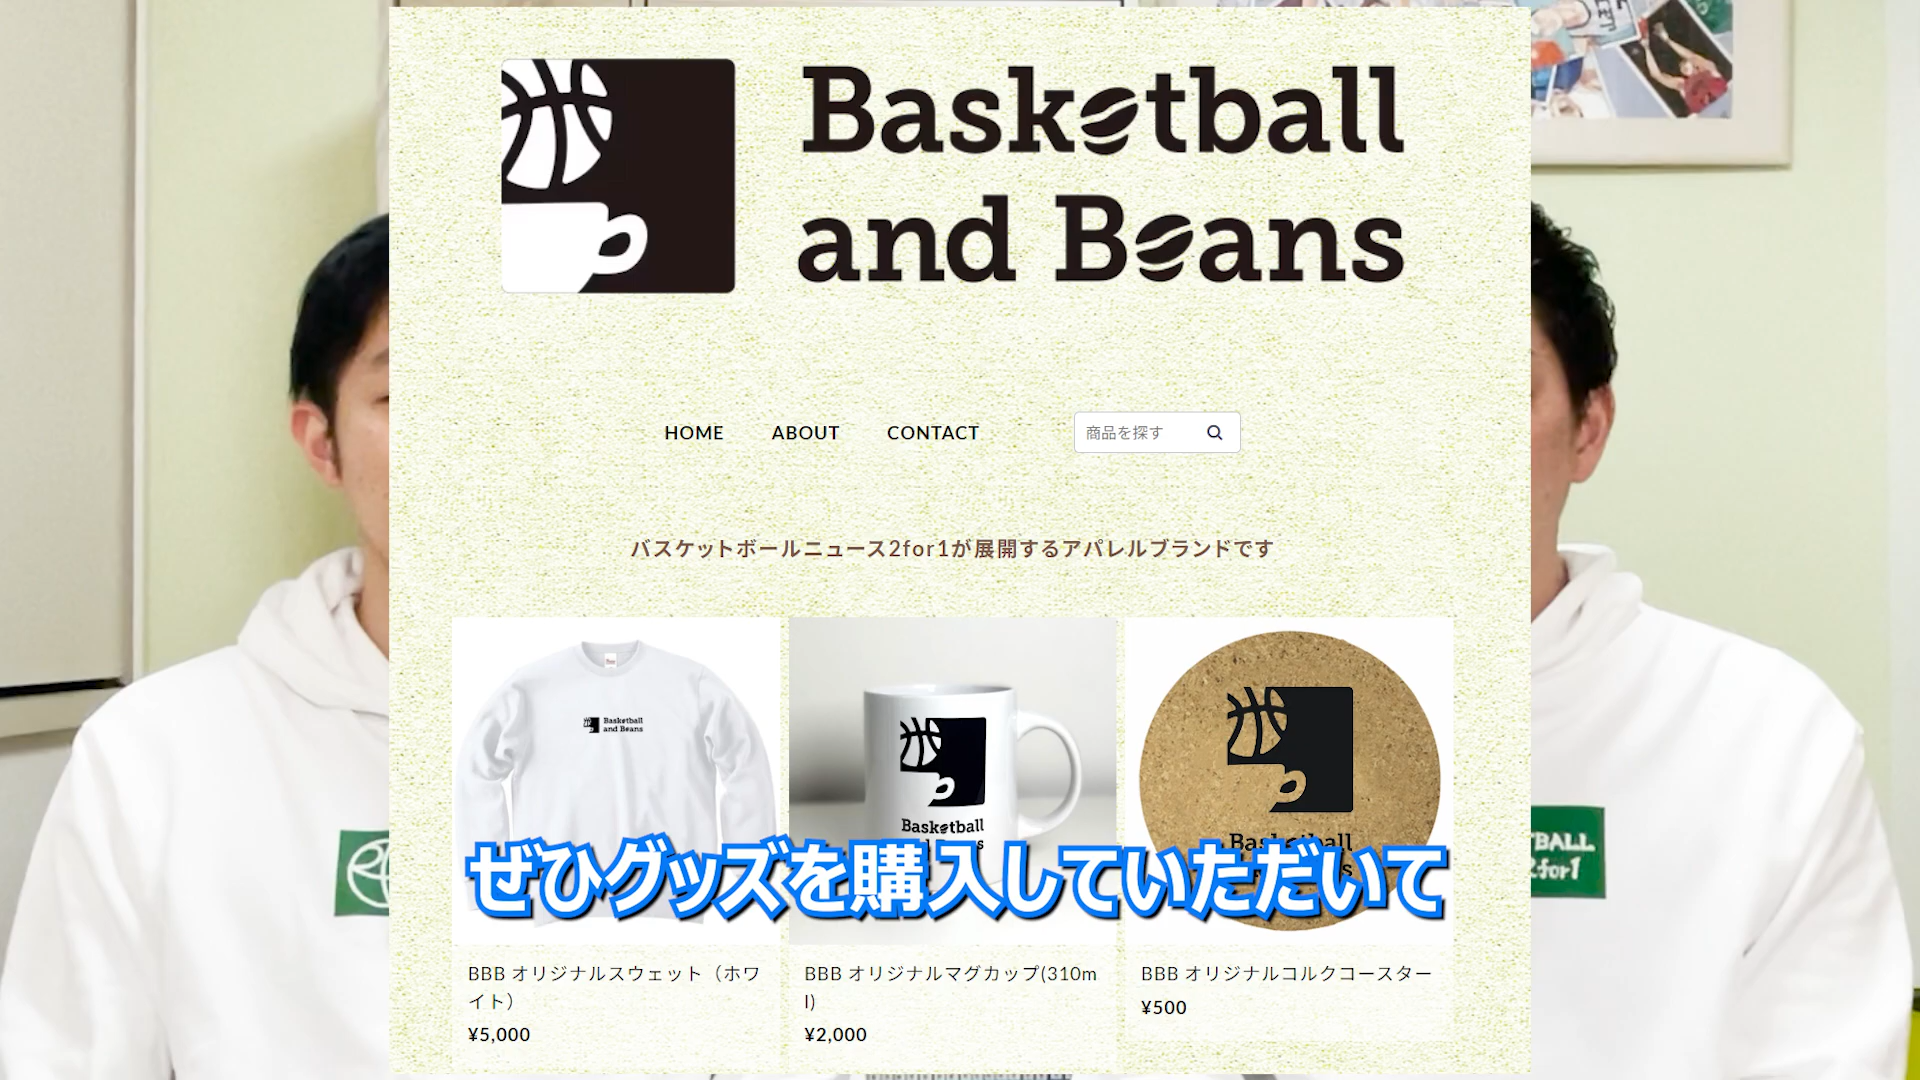 Basketball
and Beans
HOME ABOUT CONTACT 商品を探す
バスケットボールニュース2for1が展開するアパレルブランドです
Basketball
and Beans
Basketball
Basketball
ぜひグッズを購入していただいて
BALL
2for1
BBB オリジナルスウェット（ホワ
イト）
¥5,000
BBB オリジナルマグカップ(310m
l)
¥2,000
BBB オリジナルコルクコースター
¥500